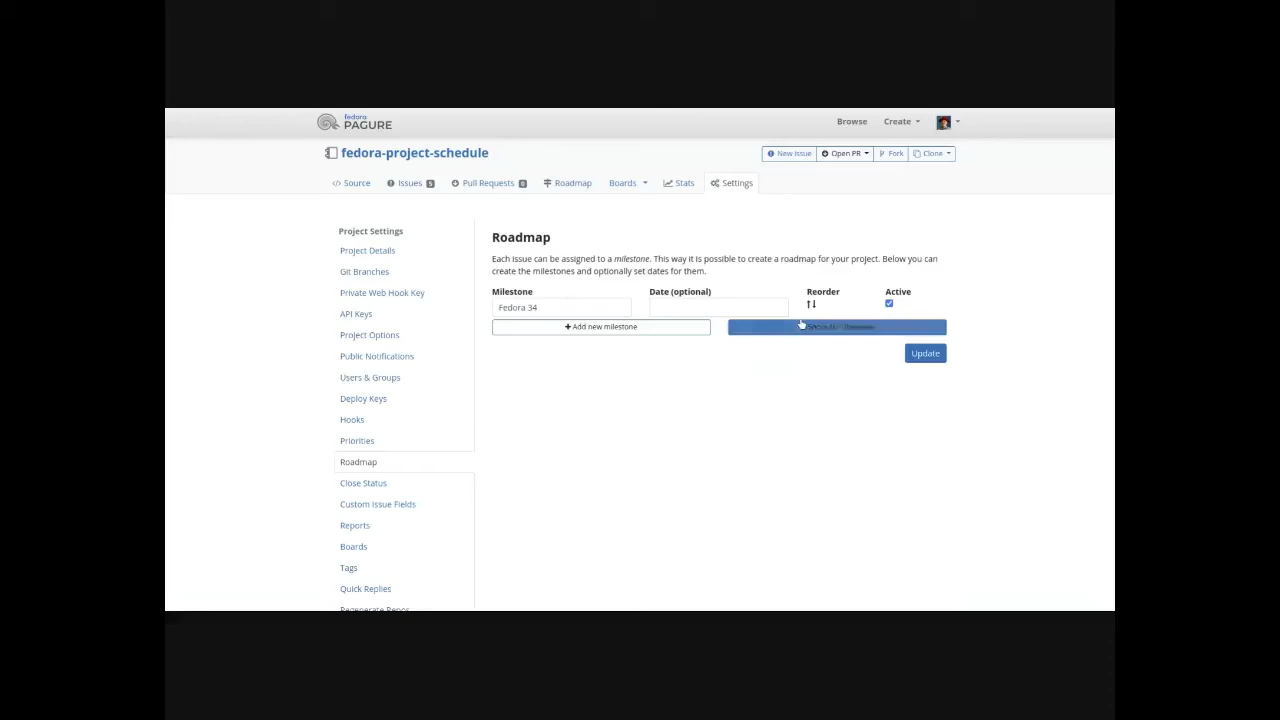 fedora
PAGURE
Browse
Create
fedora-project-schedule
New Issue
Open PR
Fork
Clone
Source
Issues 5
Pull Requests 0
Roadmap
Boards
Stats
Settings
Project Settings
Project Details
Git Branches
Private Web Hook Key
API Keys
Project Options
Public Notifications
Users & Groups
Deploy Keys
Hooks
Priorities
Roadmap
Close Status
Custom Issue Fields
Reports
Boards
Tags
Quick Replies
Regenerate Repos
Roadmap
Each issue can be assigned to a milestone. This way it is possible to create a roadmap for your project. Below you can
create the milestones and optionally set dates for them.
Milestone
Date (optional)
Reorder
Active
Fedora 34
+ Add new milestone
Update